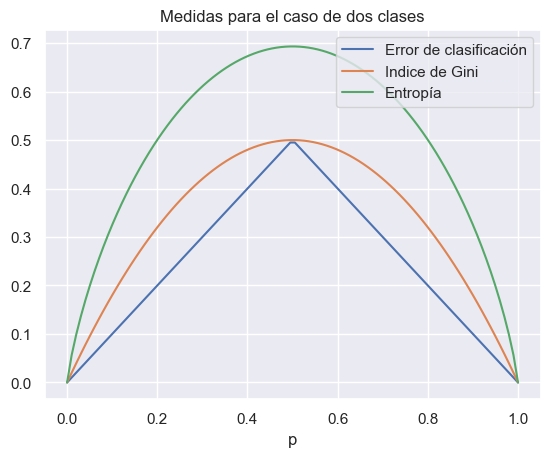 Medidas para el caso de dos clases
Error de clasificación
Indice de Gini
Entropía
0.7
0.6
0.5
0.4
0.3
0.2
0.1
0.0
0.0 0.2 0.4 0.6 0.8 1.0
p